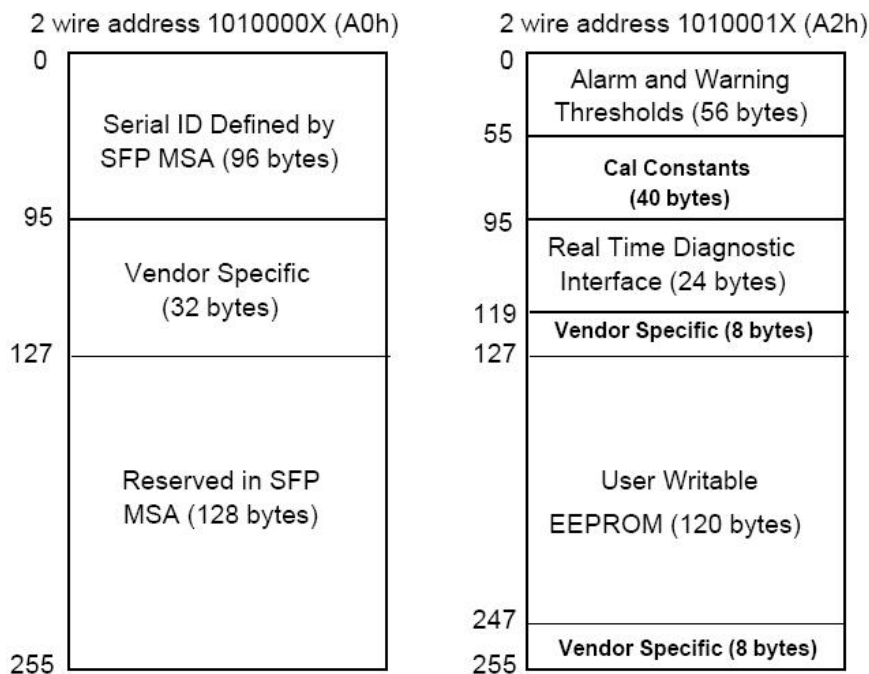 2 wire address 1010000X (A0h)
0
Serial ID Defined by
SFP MSA (96 bytes)
95
Vendor Specific
(32 bytes)
127
Reserved in SFP
MSA (128 bytes)
255
2 wire address 1010001X (A2h)
0
Alarm and Warning
Thresholds (56 bytes)
55
Cal Constants
(40 bytes)
95
Real Time Diagnostic
Interface (24 bytes)
119
Vendor Specific (8 bytes)
127
User Writable
EEPROM (120 bytes)
247
Vendor Specific (8 bytes)
255